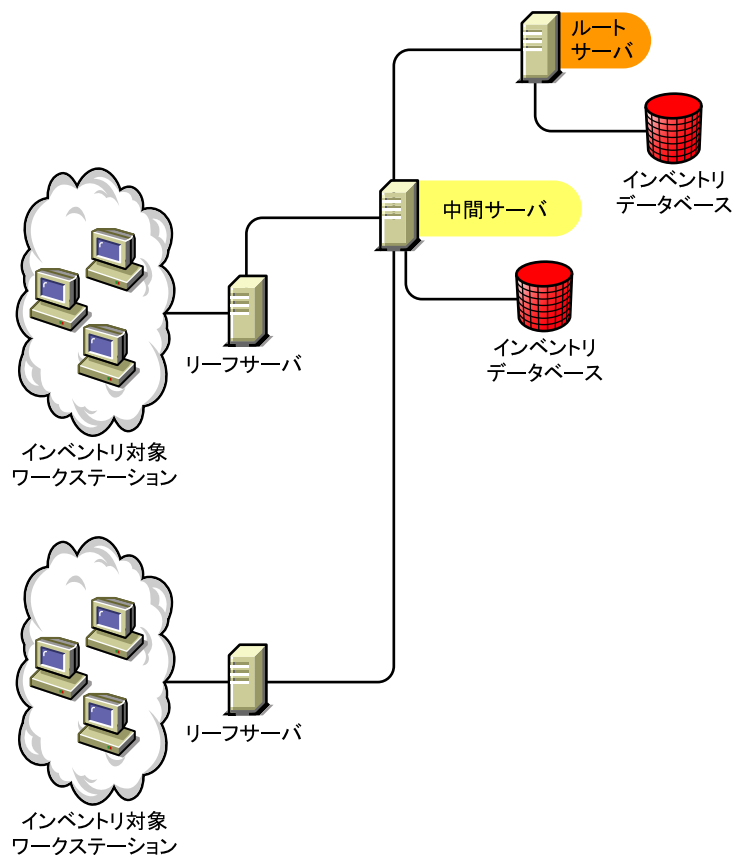 ルート
サーバ
インベントリ
データベース
中間サーバ
インベントリ
データベース
リーフサーバ
インベントリ対象
ワークステーション
リーフサーバ
インベントリ対象
ワークステーション